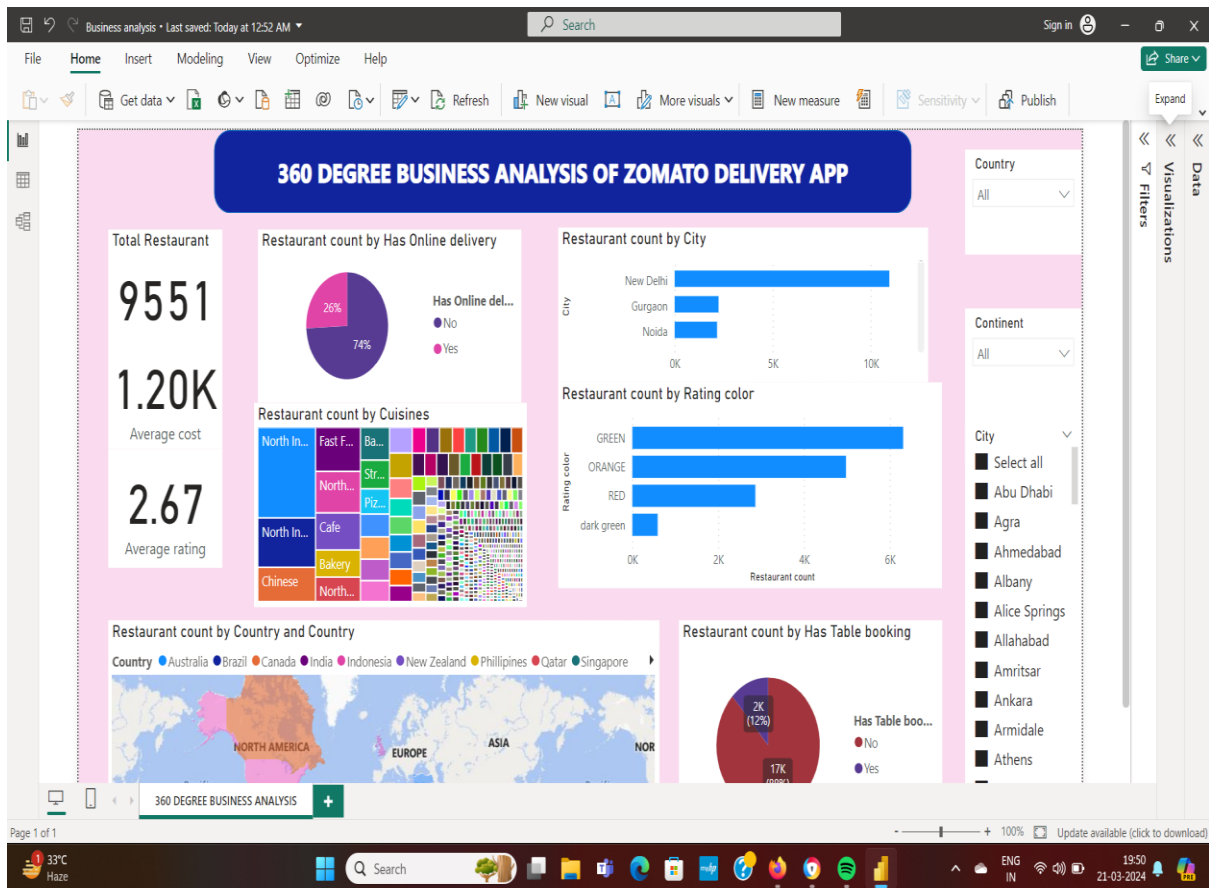 Business analysis • Last saved: Today at 12:52 AM
Search
Sign in
File Home Insert Modeling View Optimize Help
Share
Get data
Refresh
New visual
More visuals
New measure
Sensitivity
Publish
Expand
360 DEGREE BUSINESS ANALYSIS OF ZOMATO DELIVERY APP
Country
All
Filters
Visualizations
Data
Total Restaurant
9551
1.20K
Average cost
2.67
Average rating
Restaurant count by Has Online delivery
26%
74%
Has Online del...
No
Yes
Restaurant count by City
City
New Delhi
Gurgaon
Noida
0K 5K 10K
Continent
All
Restaurant count by Cuisines
North In...
North In...
Chinese
Fast F...
North...
Cafe
Bakery
North...
Ba...
Str...
Piz...
Restaurant count by Rating color
Rating color
GREEN
ORANGE
RED
dark green
0K 2K 4K 6K
Restaurant count
City
Select all
Abu Dhabi
Agra
Ahmedabad
Albany
Alice Springs
Allahabad
Amritsar
Ankara
Armidale
Athens
Restaurant count by Country and Country
Country Australia Brazil Canada India Indonesia New Zealand Phillipines Qatar Singapore
NORTH AMERICA
EUROPE
ASIA
NOR
Restaurant count by Has Table booking
2K
(12%)
17K
Has Table boo...
No
Yes
360 DEGREE BUSINESS ANALYSIS
Page 1 of 1
100%
Update available (click to download)
1
33°C
Haze
Search
ENG
IN
19:50
21-03-2024
PRE